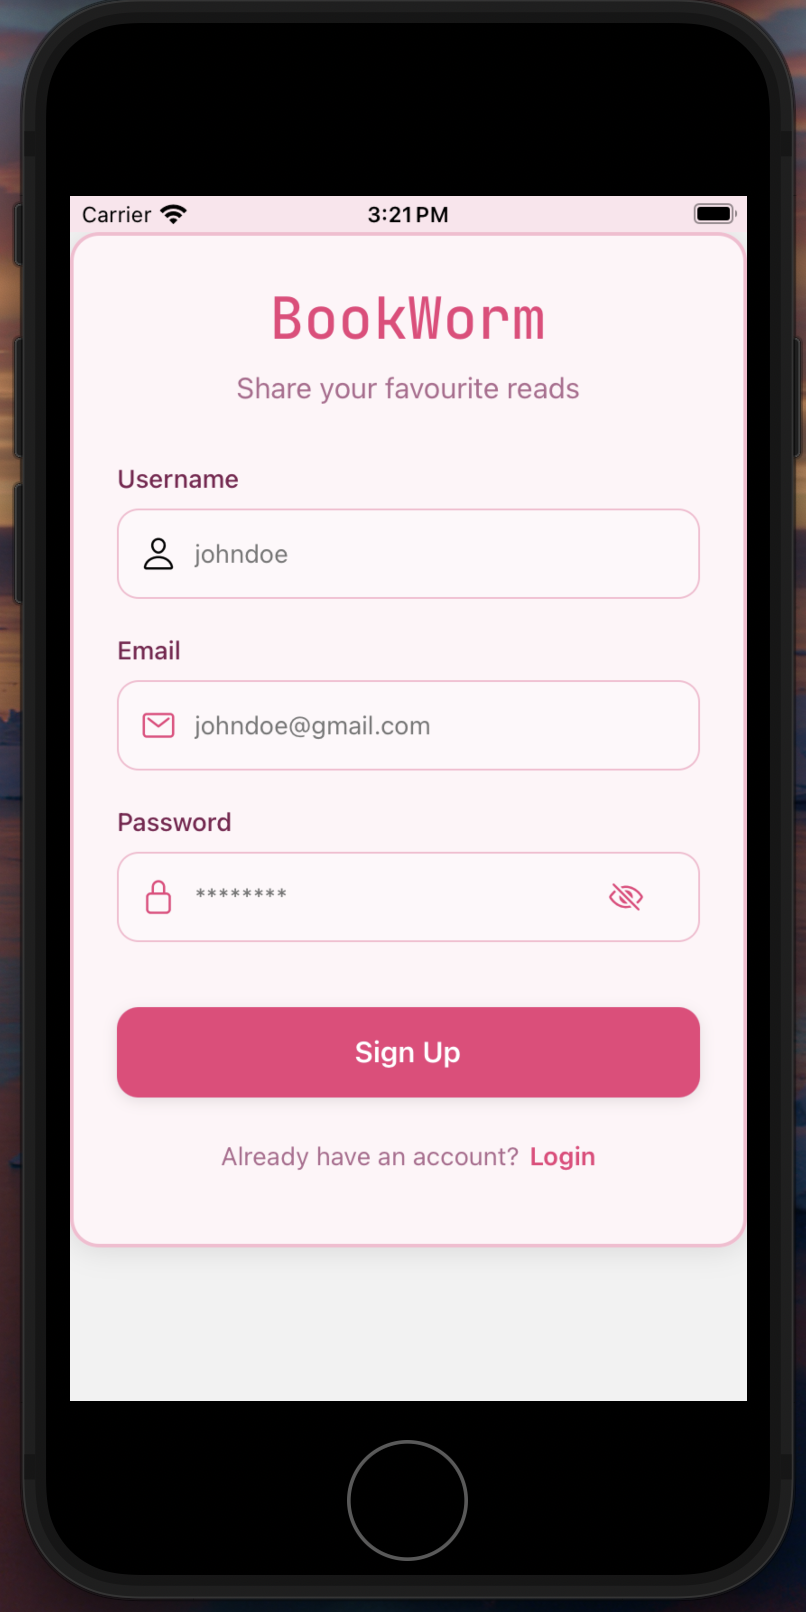 Carrier 3:21 PM
BookWorm
Share your favourite reads
Username
johndoe
Email
johndoe@gmail.com
Password
********
Sign Up
Already have an account? Login